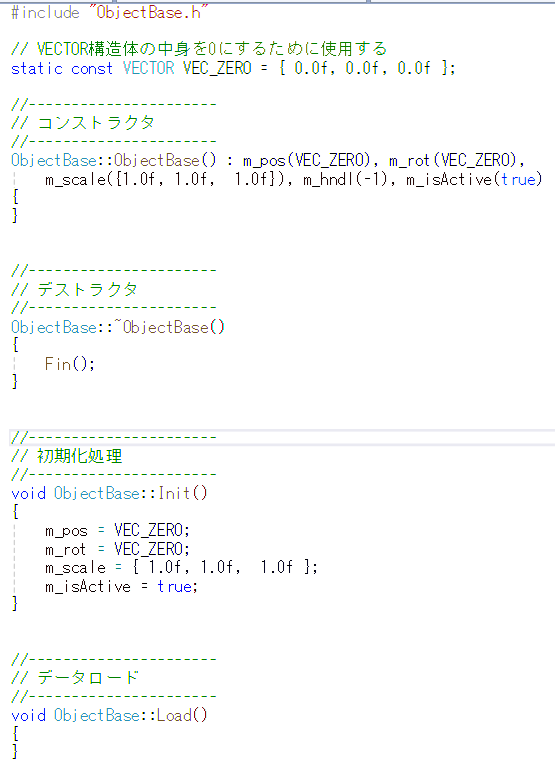 #include "ObjectBase.h"
// VECTOR構造体の中身を0にするために使用する
static const VECTOR VEC_ZERO = { 0.0f, 0.0f, 0.0f };
//----------------------
// コンストラクタ
//----------------------
ObjectBase::ObjectBase() : m_pos(VEC_ZERO), m_rot(VEC_ZERO),
    m_scale({1.0f, 1.0f,  1.0f}), m_hndl(-1), m_isActive(true)
{
}
//----------------------
// デストラクタ
//----------------------
ObjectBase::~ObjectBase()
{
    Fin();
}
//----------------------
// 初期化処理
//----------------------
void ObjectBase::Init()
{
    m_pos = VEC_ZERO;
    m_rot = VEC_ZERO;
    m_scale = { 1.0f, 1.0f,  1.0f };
    m_isActive = true;
}
//----------------------
// データロード
//----------------------
void ObjectBase::Load()
{
}